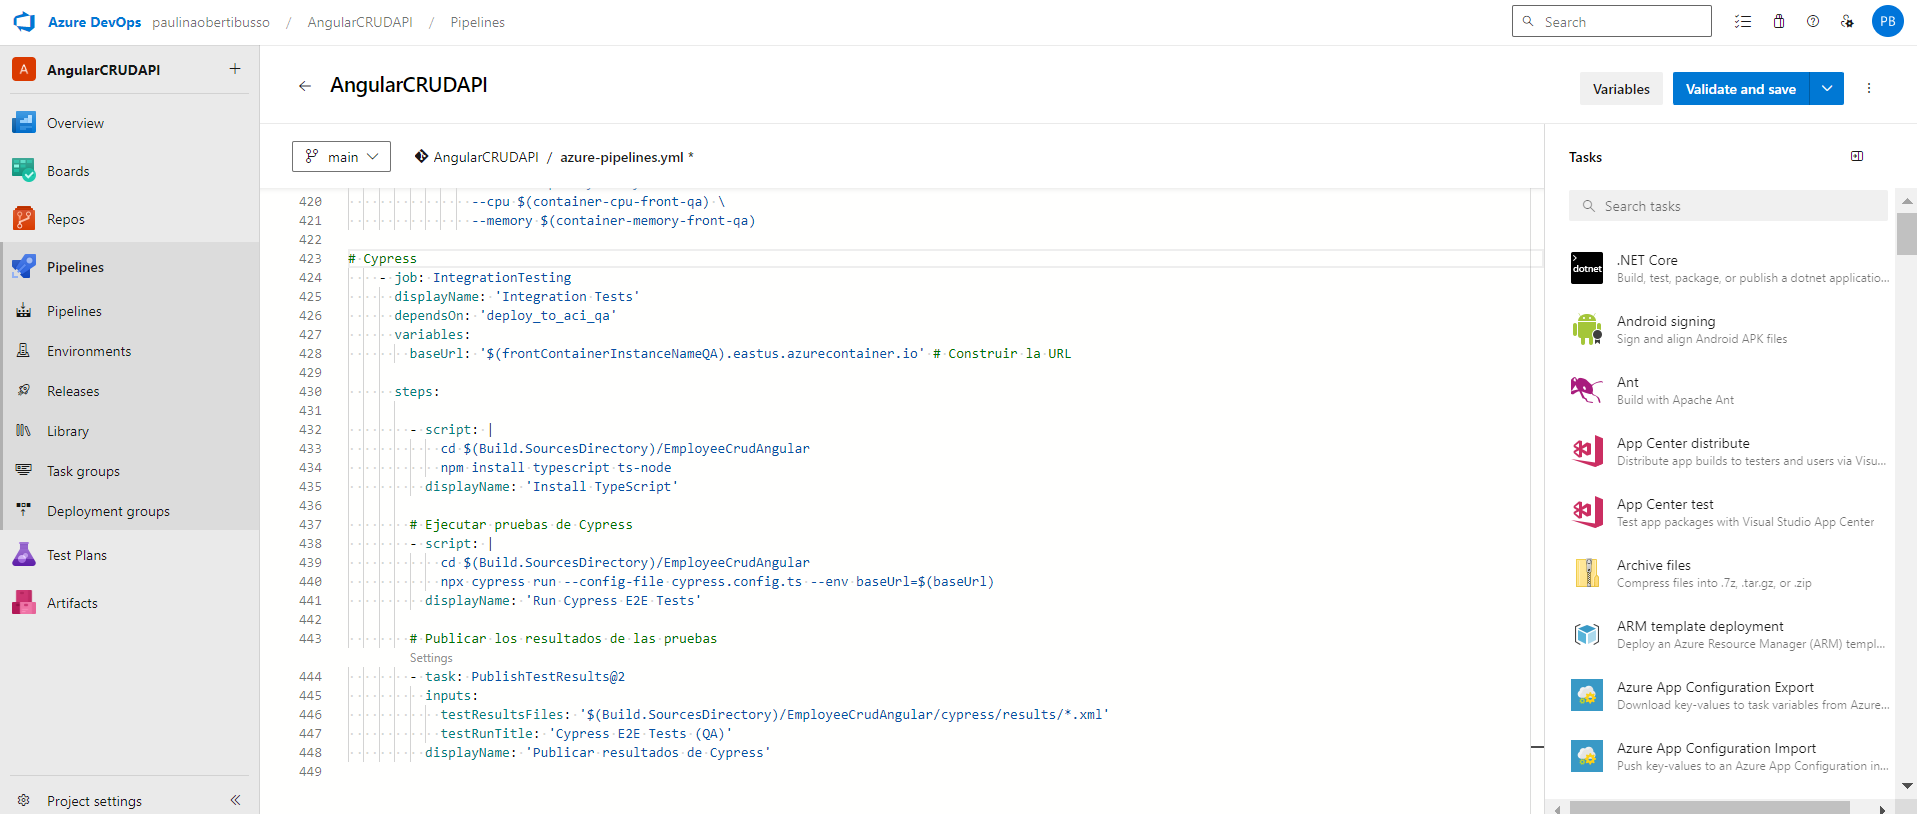 Azure DevOps paulinaobertibusso / AngularCRUDAPI / Pipelines
Search
PB
A AngularCRUDAPI +
Overview
Boards
Repos
Pipelines
Pipelines
Environments
Releases
Library
Task groups
Deployment groups
Test Plans
Artifacts
Project settings
AngularCRUDAPI
Variables
Validate and save
main
AngularCRUDAPI / azure-pipelines.yml *
420 --cpu $(container-cpu-front-qa) \
421 --memory $(container-memory-front-qa)
422
423 # Cypress
424 - job: IntegrationTesting
425 displayName: 'Integration Tests'
426 dependsOn: 'deploy_to_aci_qa'
427 variables:
428 baseUrl: '$(frontContainerInstanceNameQA).eastus.azurecontainer.io' # Construir la URL
429
430 steps:
431
432 - script: |
433 cd $(Build.SourcesDirectory)/EmployeeCrudAngular
434 npm install typescript ts-node
435 displayName: 'Install TypeScript'
436
437 # Ejecutar pruebas de Cypress
438 - script: |
439 cd $(Build.SourcesDirectory)/EmployeeCrudAngular
440 npx cypress run --config-file cypress.config.ts --env baseUrl=$(baseUrl)
441 displayName: 'Run Cypress E2E Tests'
442
443 # Publicar los resultados de las pruebas
Settings
444 - task: PublishTestResults@2
445 inputs:
446 testResultsFiles: '$(Build.SourcesDirectory)/EmployeeCrudAngular/cypress/results/*.xml'
447 testRunTitle: 'Cypress E2E Tests (QA)'
448 displayName: 'Publicar resultados de Cypress'
449
Tasks
Search tasks
dotnet
.NET Core
Build, test, package, or publish a dotnet applicatio...
Android signing
Sign and align Android APK files
Ant
Build with Apache Ant
App Center distribute
Distribute app builds to testers and users via Visu...
App Center test
Test app packages with Visual Studio App Center
Archive files
Compress files into .7z, .tar.gz, or .zip
ARM template deployment
Deploy an Azure Resource Manager (ARM) templ...
Azure App Configuration Export
Download key-values to task variables from Azure...
Azure App Configuration Import
Push key-values to an Azure App Configuration in...